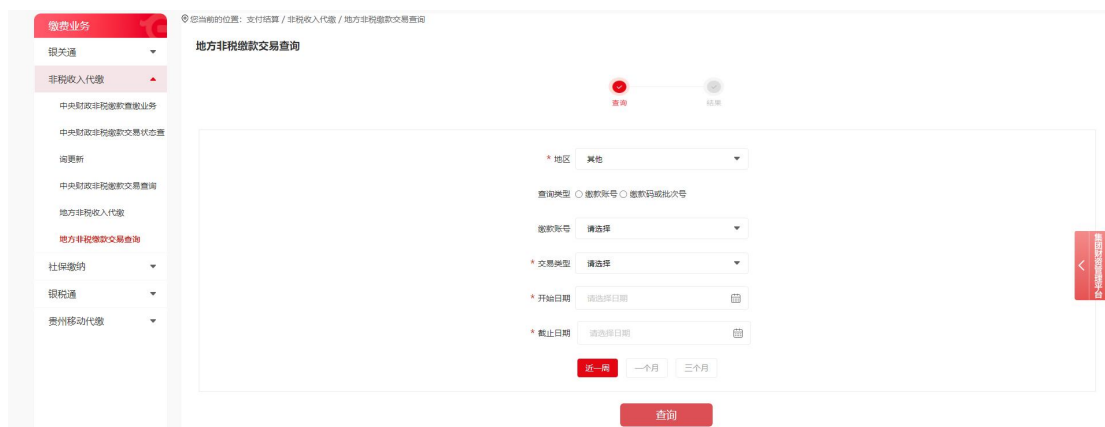 您当前的位置：支付结算 / 非税收入代缴 / 地方非税缴款交易查询
缴费业务
银关通
非税收入代缴
中央财政非税缴款查缴业务
中央财政非税缴款交易状态查
询更新
中央财政非税缴款交易查询
地方非税收入代缴
地方非税缴款交易查询
社保缴纳
银税通
贵州移动代缴
地方非税缴款交易查询
查询
结果
* 地区 其他
查询类型 缴款账号 缴款码或批次号
缴款账号 请选择
* 交易类型 请选择
* 开始日期 请选择日期
* 截止日期 请选择日期
近一周 一个月 三个月
查询
集团财资管理平台